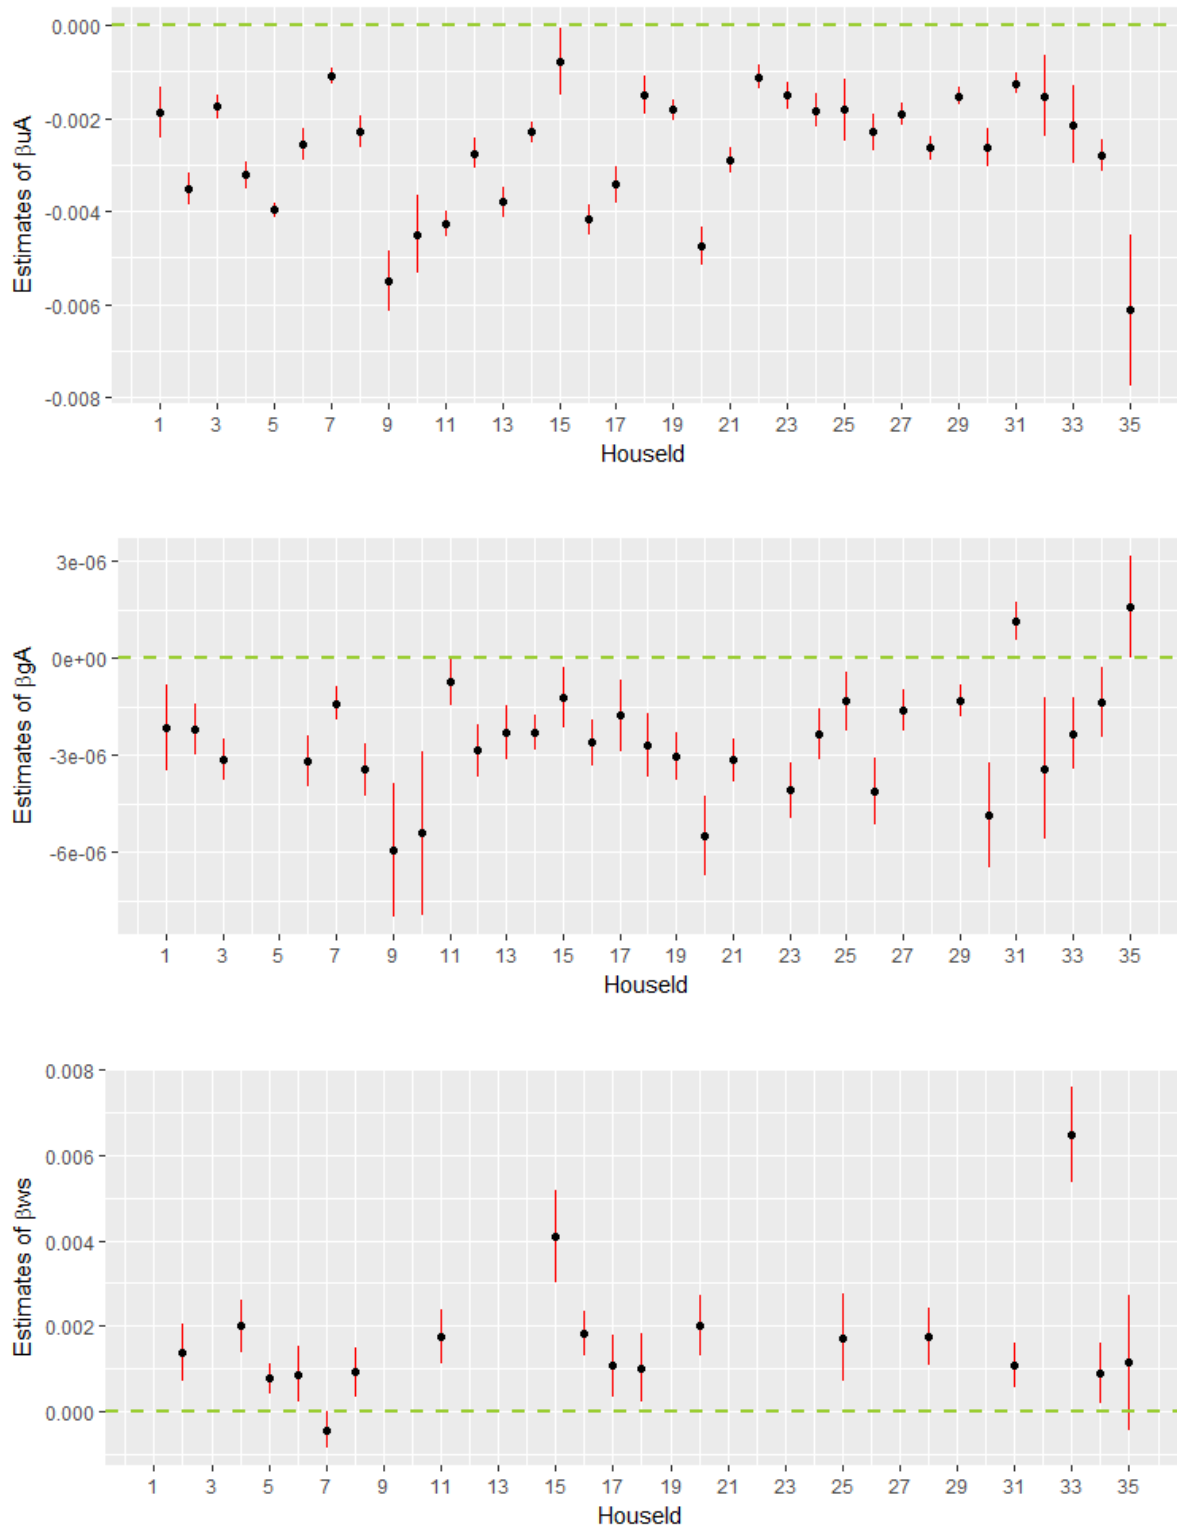 Estimates of βuA
0.000
-0.002
-0.004
-0.006
-0.008
1 3 5 7 9 11 13 15 17 19 21 23 25 27 29 31 33 35
Houseld
Estimates of βgA
3e-06
0e+00
-3e-06
-6e-06
1 3 5 7 9 11 13 15 17 19 21 23 25 27 29 31 33 35
Houseld
Estimates of βws
0.008
0.006
0.004
0.002
0.000
1 3 5 7 9 11 13 15 17 19 21 23 25 27 29 31 33 35
Houseld